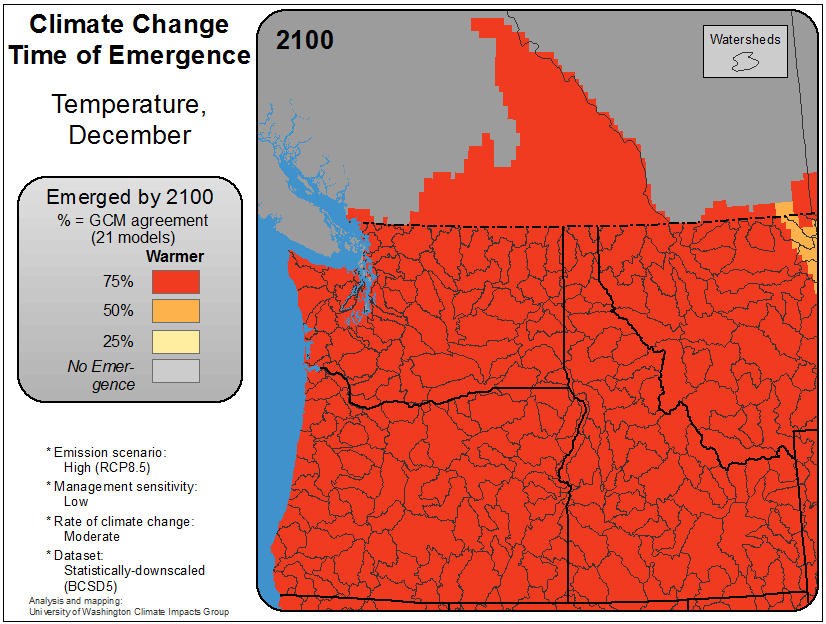 Climate Change
Time of Emergence
Temperature,
December
Emerged by 2100
% = GCM agreement
(21 models)
Warmer
75%
50%
25%
No Emer-
gence
* Emission scenario:
High (RCP8.5)
* Management sensitivity:
Low
* Rate of climate change:
Moderate
* Dataset:
Statistically-downscaled
(BCSD5)
Analysis and mapping:
University of Washington Climate Impacts Group
2100
Watersheds